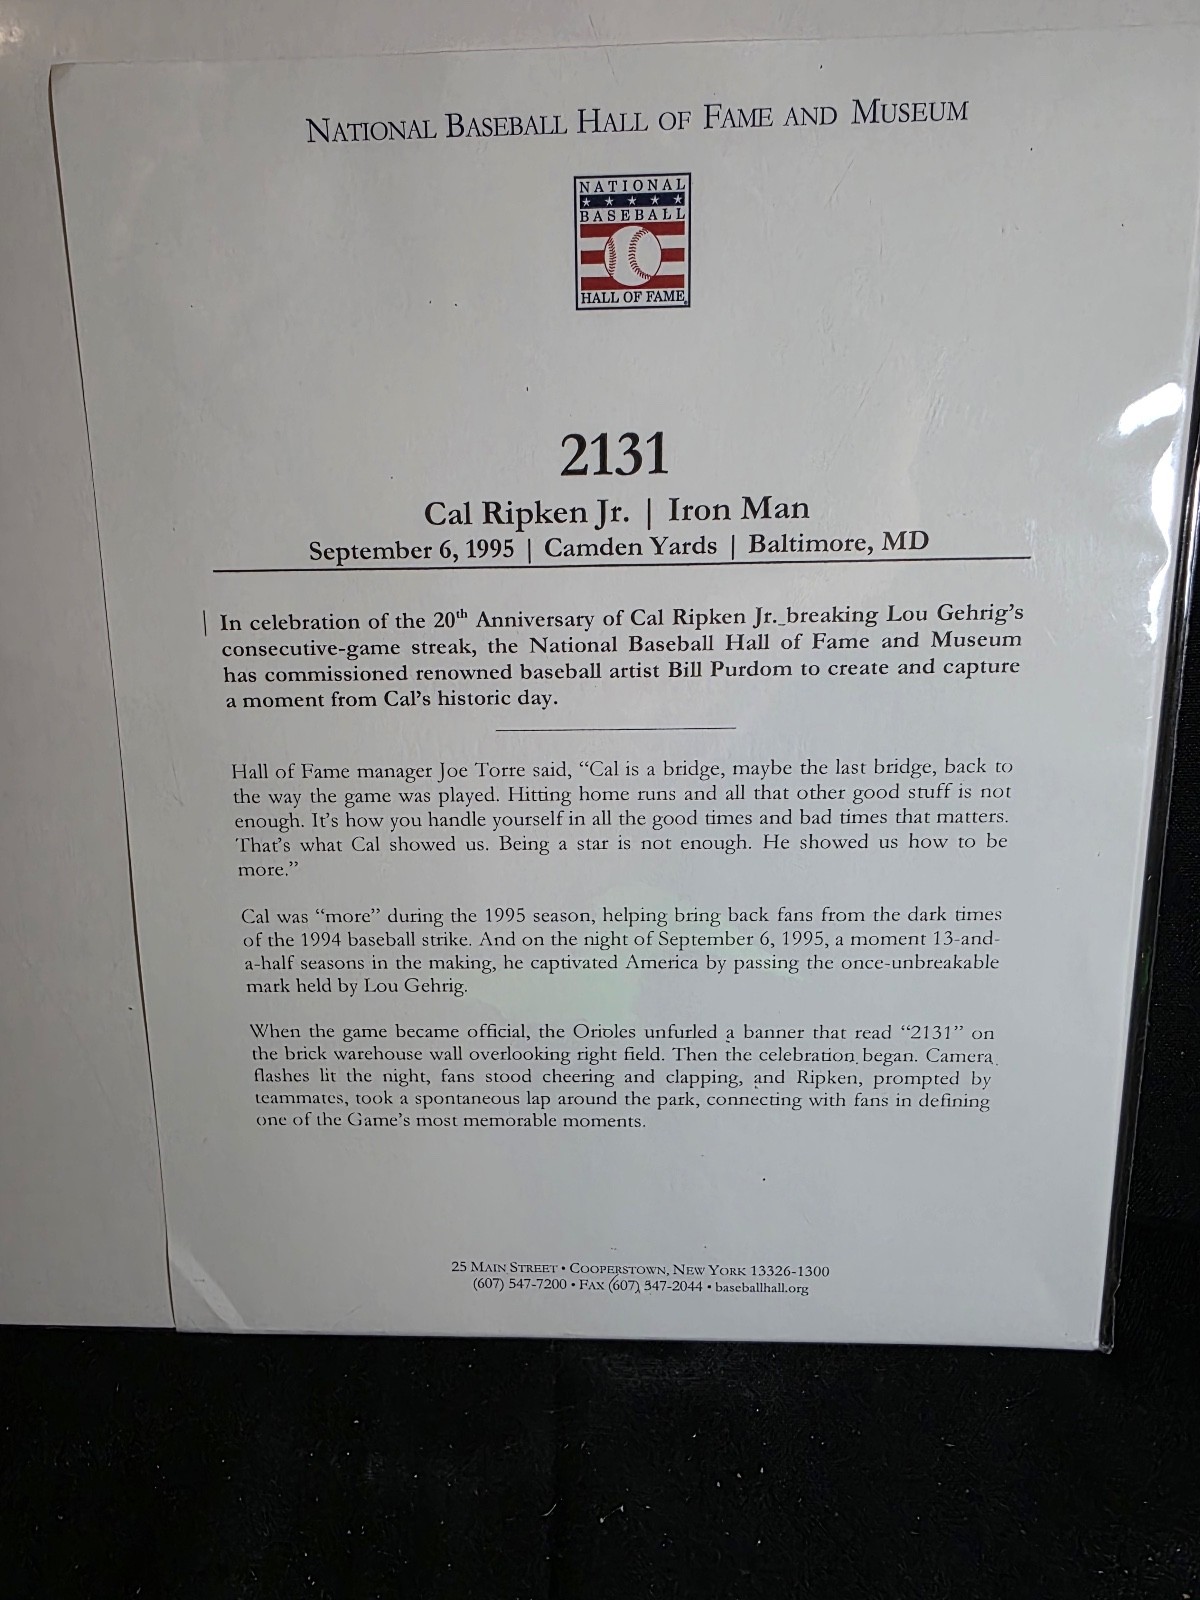 NATIONAL BASEBALL HALL OF FAME AND MUSEUM
NATIONAL
BASEBALL
HALL OF FAME
2131
Cal Ripken Jr. | Iron Man
September 6, 1995 | Camden Yards | Baltimore, MD
In celebration of the 20th Anniversary of Cal Ripken Jr. breaking Lou Gehrig's
consecutive-game streak, the National Baseball Hall of Fame and Museum
has commissioned renowned baseball artist Bill Purdom to create and capture
a moment from Cal's historic day.
Hall of Fame manager Joe Torre said, “Cal is a bridge, maybe the last bridge, back to
the way the game was played. Hitting home runs and all that other good stuff is not
enough. It's how you handle yourself in all the good times and bad times that matters.
That's what Cal showed us. Being a star is not enough. He showed us how to be
more.”
Cal was “more” during the 1995 season, helping bring back fans from the dark times
of the 1994 baseball strike. And on the night of September 6, 1995, a moment 13-and-
a-half seasons in the making, he captivated America by passing the once-unbreakable
mark held by Lou Gehrig.
When the game became official, the Orioles unfurled a banner that read “2131” on
the brick warehouse wall overlooking right field. Then the celebration began. Camera
flashes lit the night, fans stood cheering and clapping, and Ripken, prompted by
teammates, took a spontaneous lap around the park, connecting with fans in defining
one of the Game's most memorable moments.
25 MAIN STREET • COOPERSTOWN, NEW YORK 13326-1300
(607) 547-7200 • FAX (607) 547-2044 • baseballhall.org